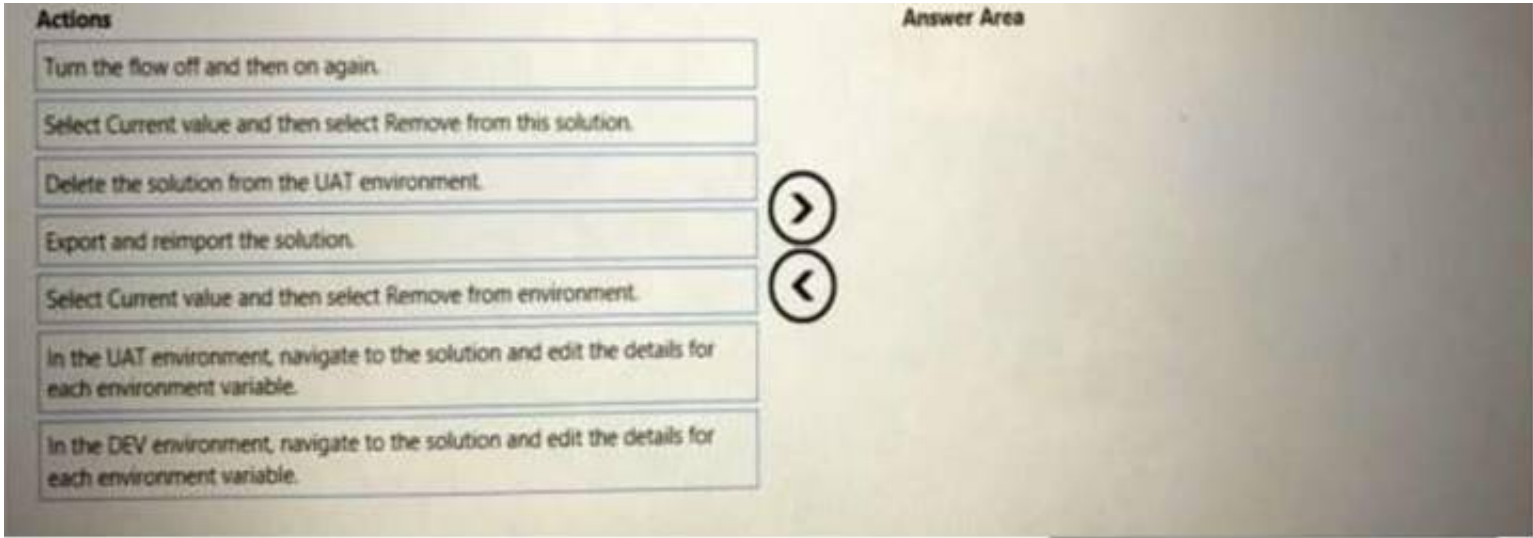 Actions
Answer Area
Turn the flow off and then on again.
Select Current value and then select Remove from this solution.
Delete the solution from the UAT environment.
Export and reimport the solution.
Select Current value and then select Remove from environment.
In the UAT environment, navigate to the solution and edit the details for
each environment variable.
In the DEV environment, navigate to the solution and edit the details for
each environment variable.